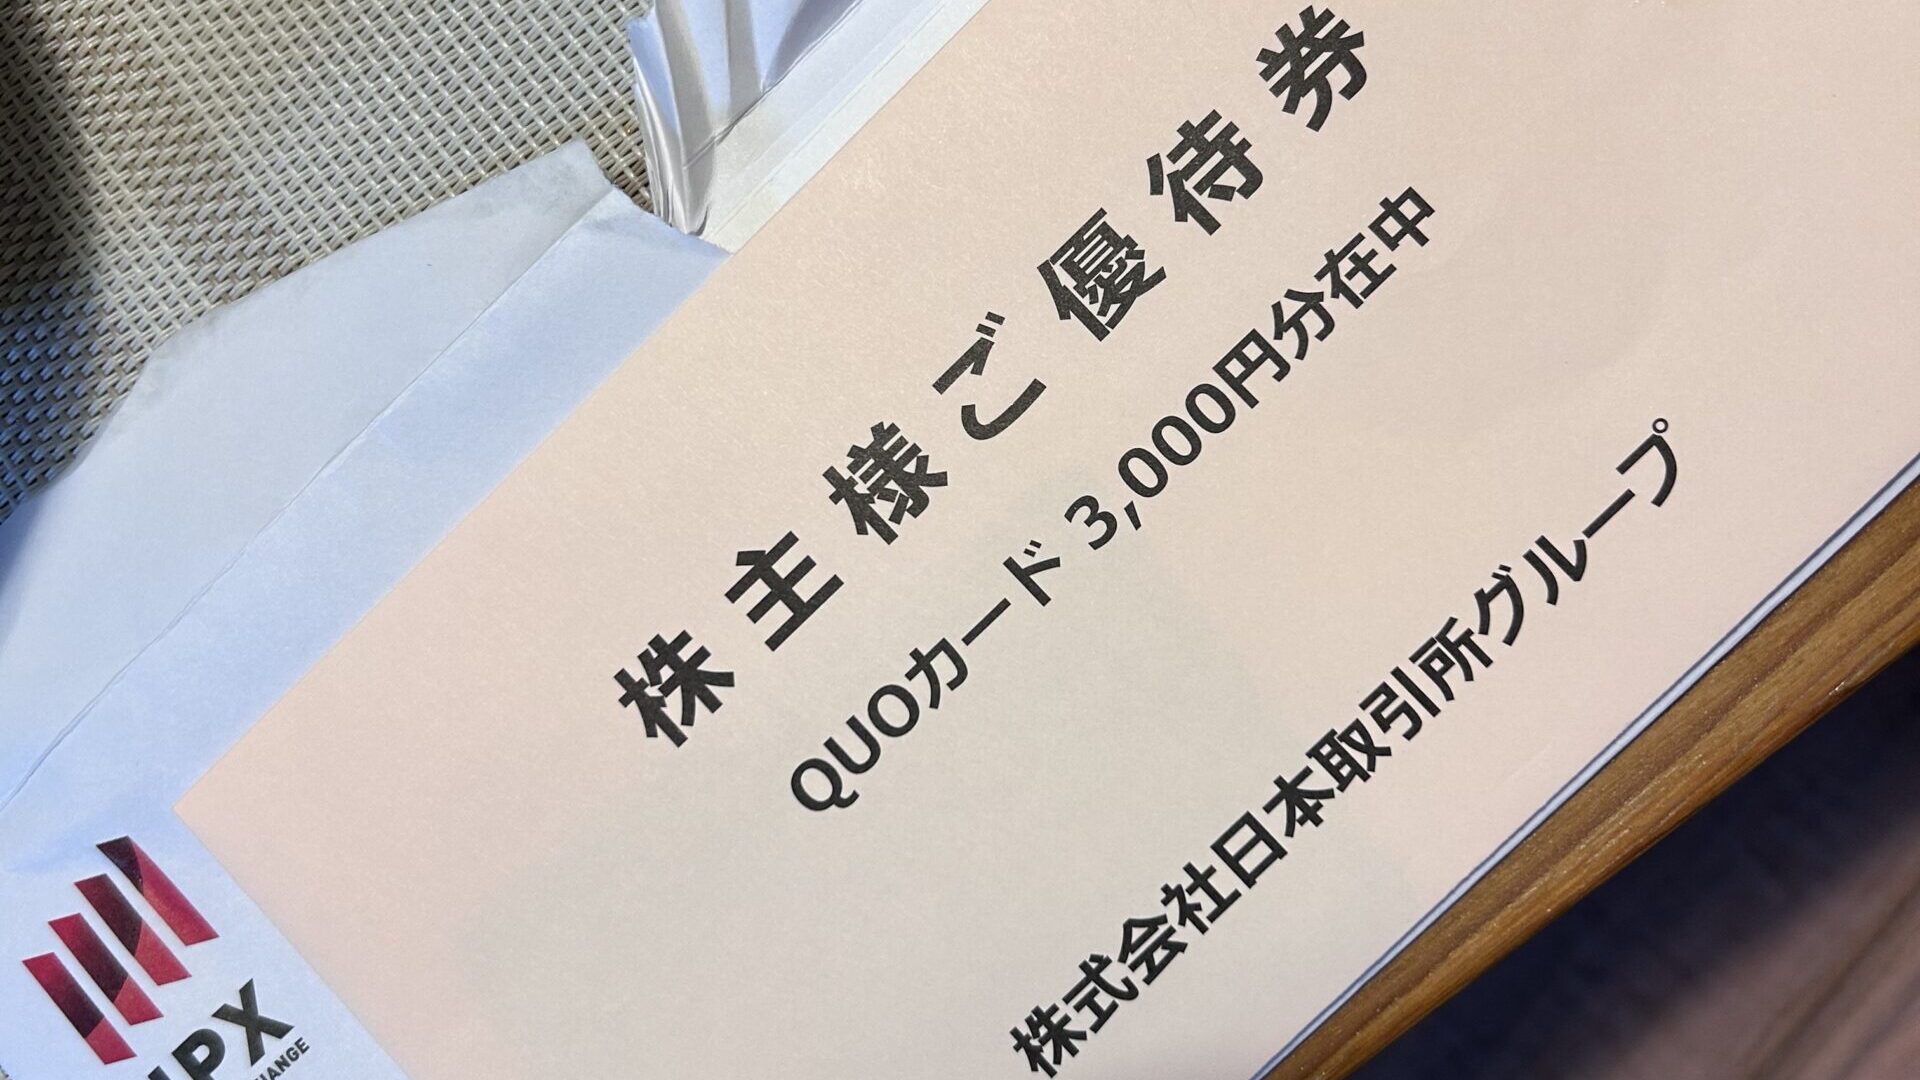 株主様ご優待券
QUOカード 3,000円分在中
株式会社日本取引所グループ
JPX